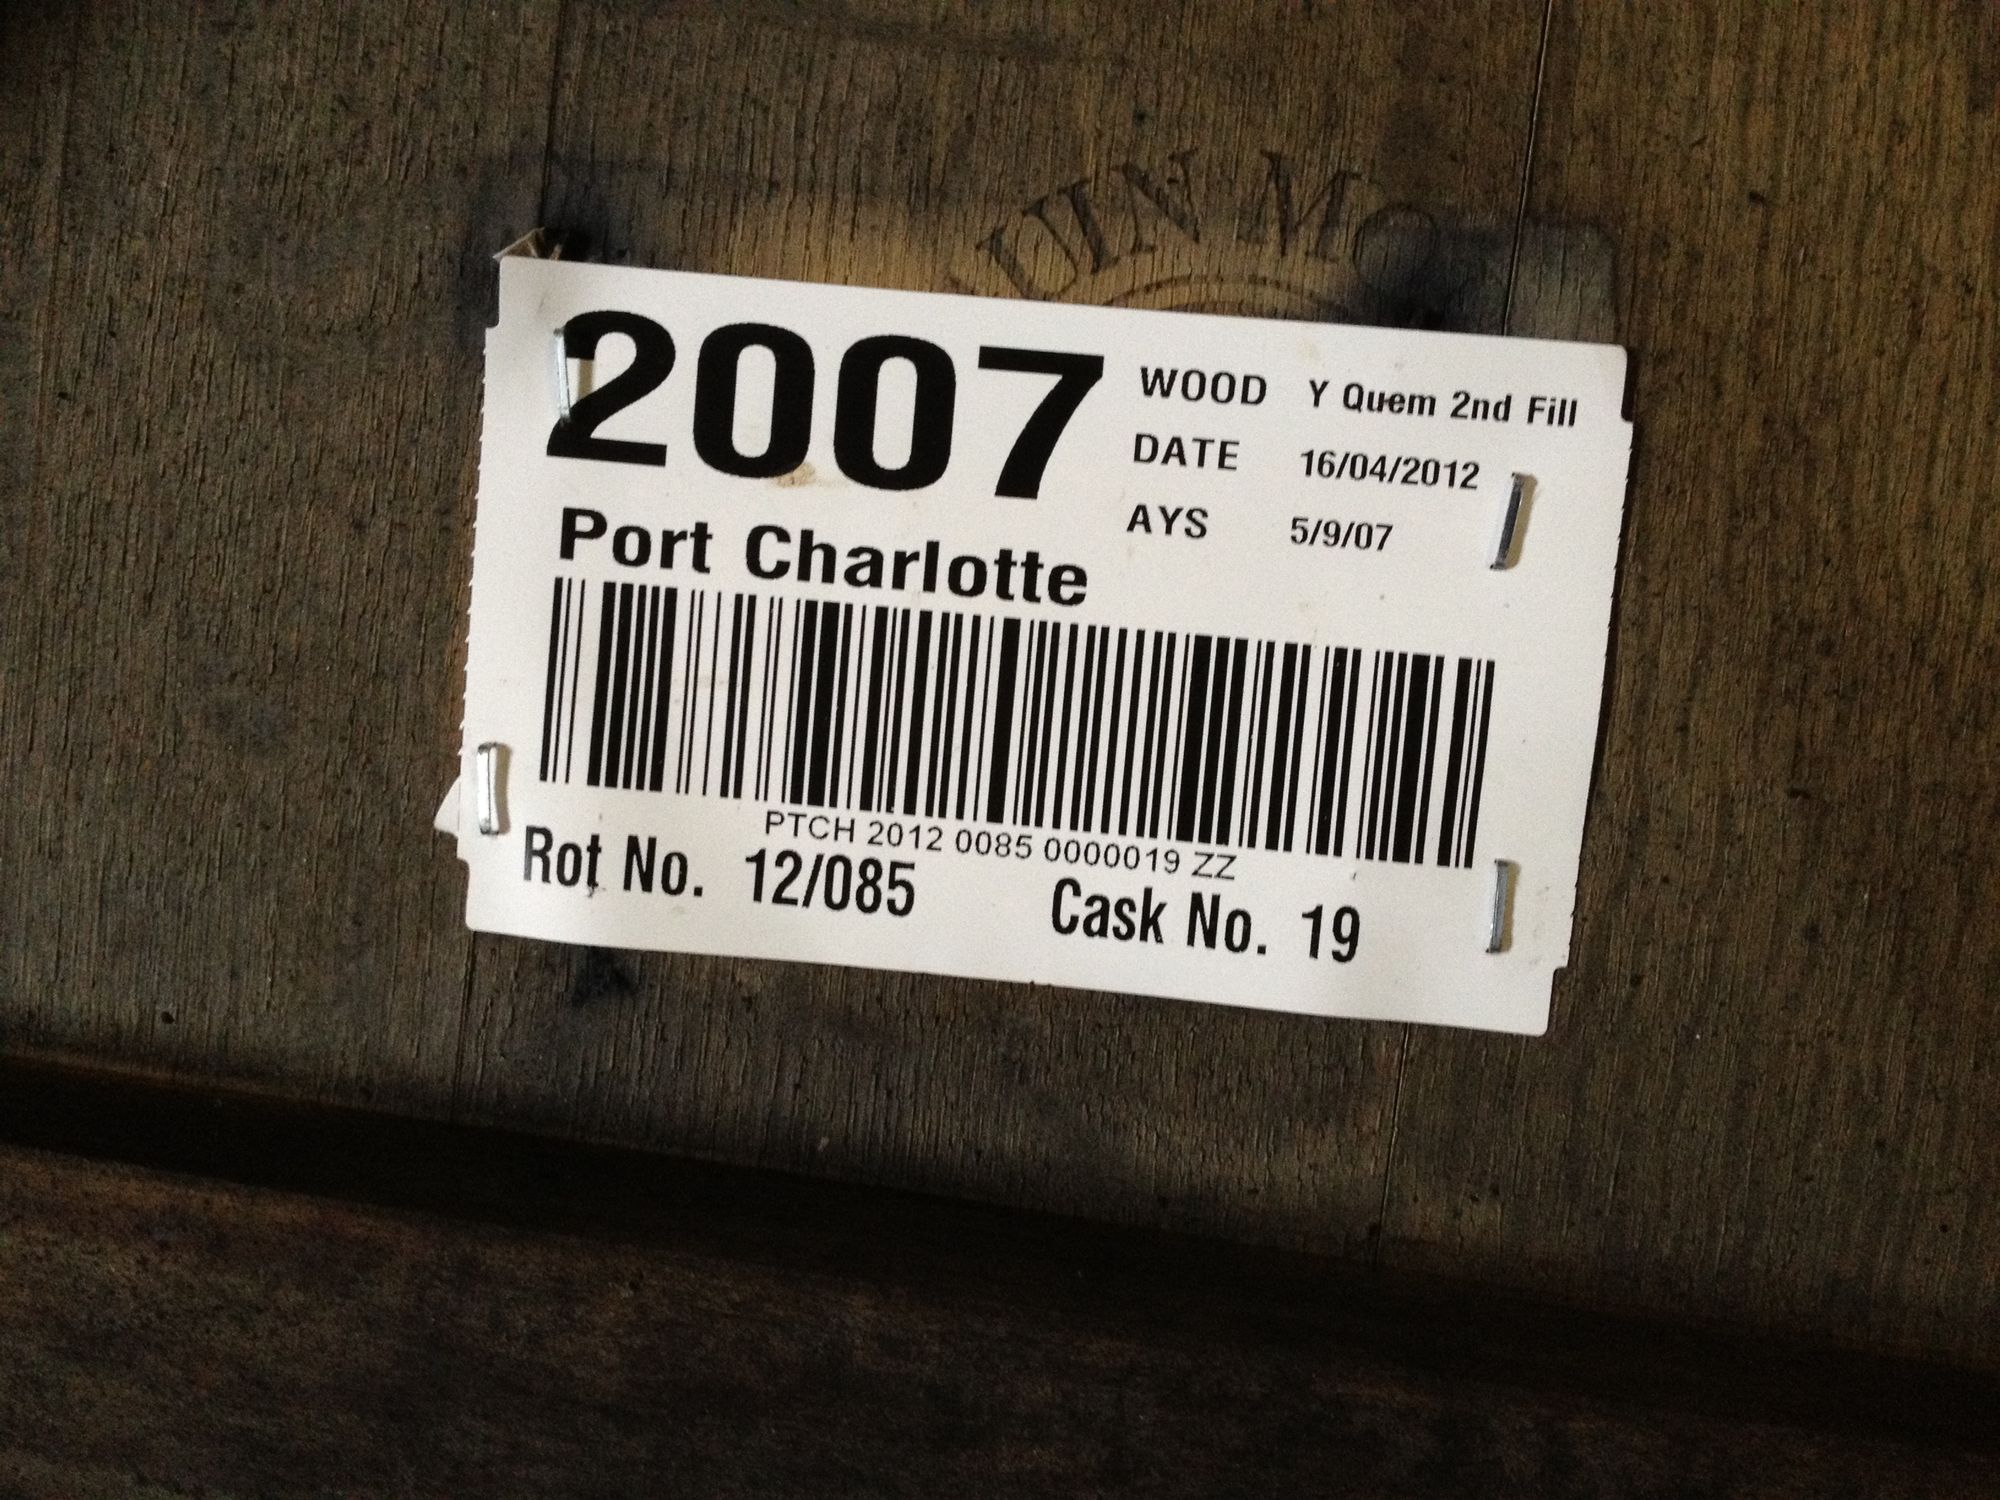 2007
WOOD Y Quem 2nd Fill
DATE 16/04/2012
AYS 5/9/07
Port Charlotte
PTCH 2012 0085 0000019 ZZ
Rot No. 12/085 Cask No. 19